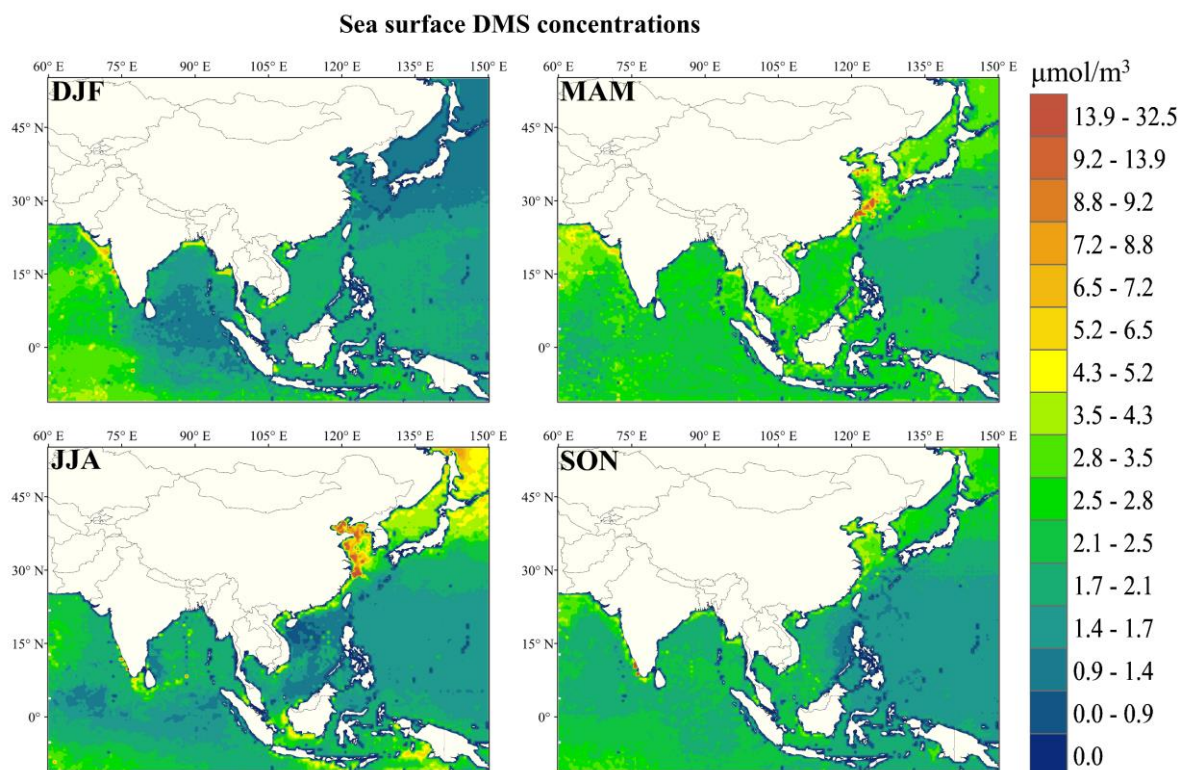 Sea surface DMS concentrations
60° E 75° E 90° E 105° E 120° E 135° E 150° E 60° E 75° E 90° E 105° E 120° E 135° E 150° E
DJF MAM
45° N 45° N
30° N 30° N
15° N 15° N
0° 0°
60° E 75° E 90° E 105° E 120° E 135° E 150° E 60° E 75° E 90° E 105° E 120° E 135° E 150° E
JJA SON
45° N 45° N
30° N 30° N
15° N 15° N
0° 0°
µmol/m³
13.9 - 32.5
9.2 - 13.9
8.8 - 9.2
7.2 - 8.8
6.5 - 7.2
5.2 - 6.5
4.3 - 5.2
3.5 - 4.3
2.8 - 3.5
2.5 - 2.8
2.1 - 2.5
1.7 - 2.1
1.4 - 1.7
0.9 - 1.4
0.0 - 0.9
0.0